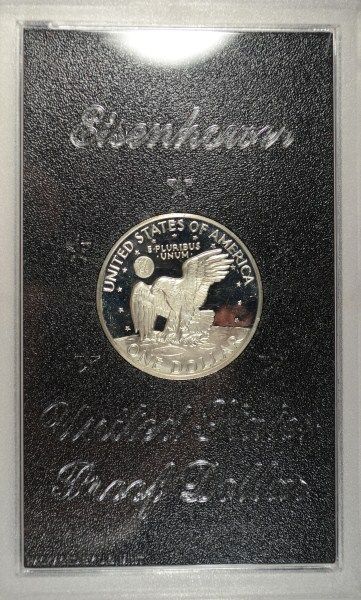 Eisenhower
UNITED STATES OF AMERICA
E·PLURIBUS
UNUM
ONE DOLLAR
United States
Proof Dollar